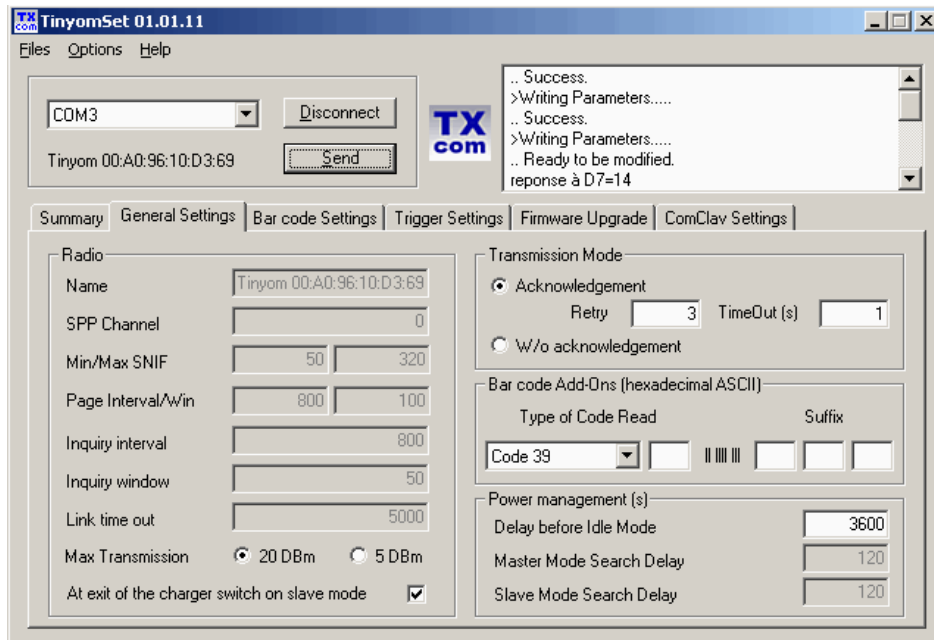 TX com TinyomSet 01.01.11
Files Options Help
COM3
Disconnect
Tinyom 00:A0:96:10:D3:69
Send
TX
com
.. Success.
>Writing Parameters.....
.. Success.
>Writing Parameters.....
.. Ready to be modified.
reponse à D7=14
Summary General Settings Bar code Settings Trigger Settings Firmware Upgrade ComClav Settings
Radio
Name Tinyom 00:A0:96:10:D3:69
SPP Channel 0
Min/Max SNIF 50 320
Page Interval/Win 800 100
Inquiry interval 800
Inquiry window 50
Link time out 5000
Max Transmission 20 DBm 5 DBm
At exit of the charger switch on slave mode
Transmission Mode
Acknowledgement
Retry 3 TimeOut (s) 1
W/o acknowledgement
Bar code Add-Ons (hexadecimal ASCII)
Type of Code Read Suffix
Code 39
Power management (s)
Delay before Idle Mode 3600
Master Mode Search Delay 120
Slave Mode Search Delay 120